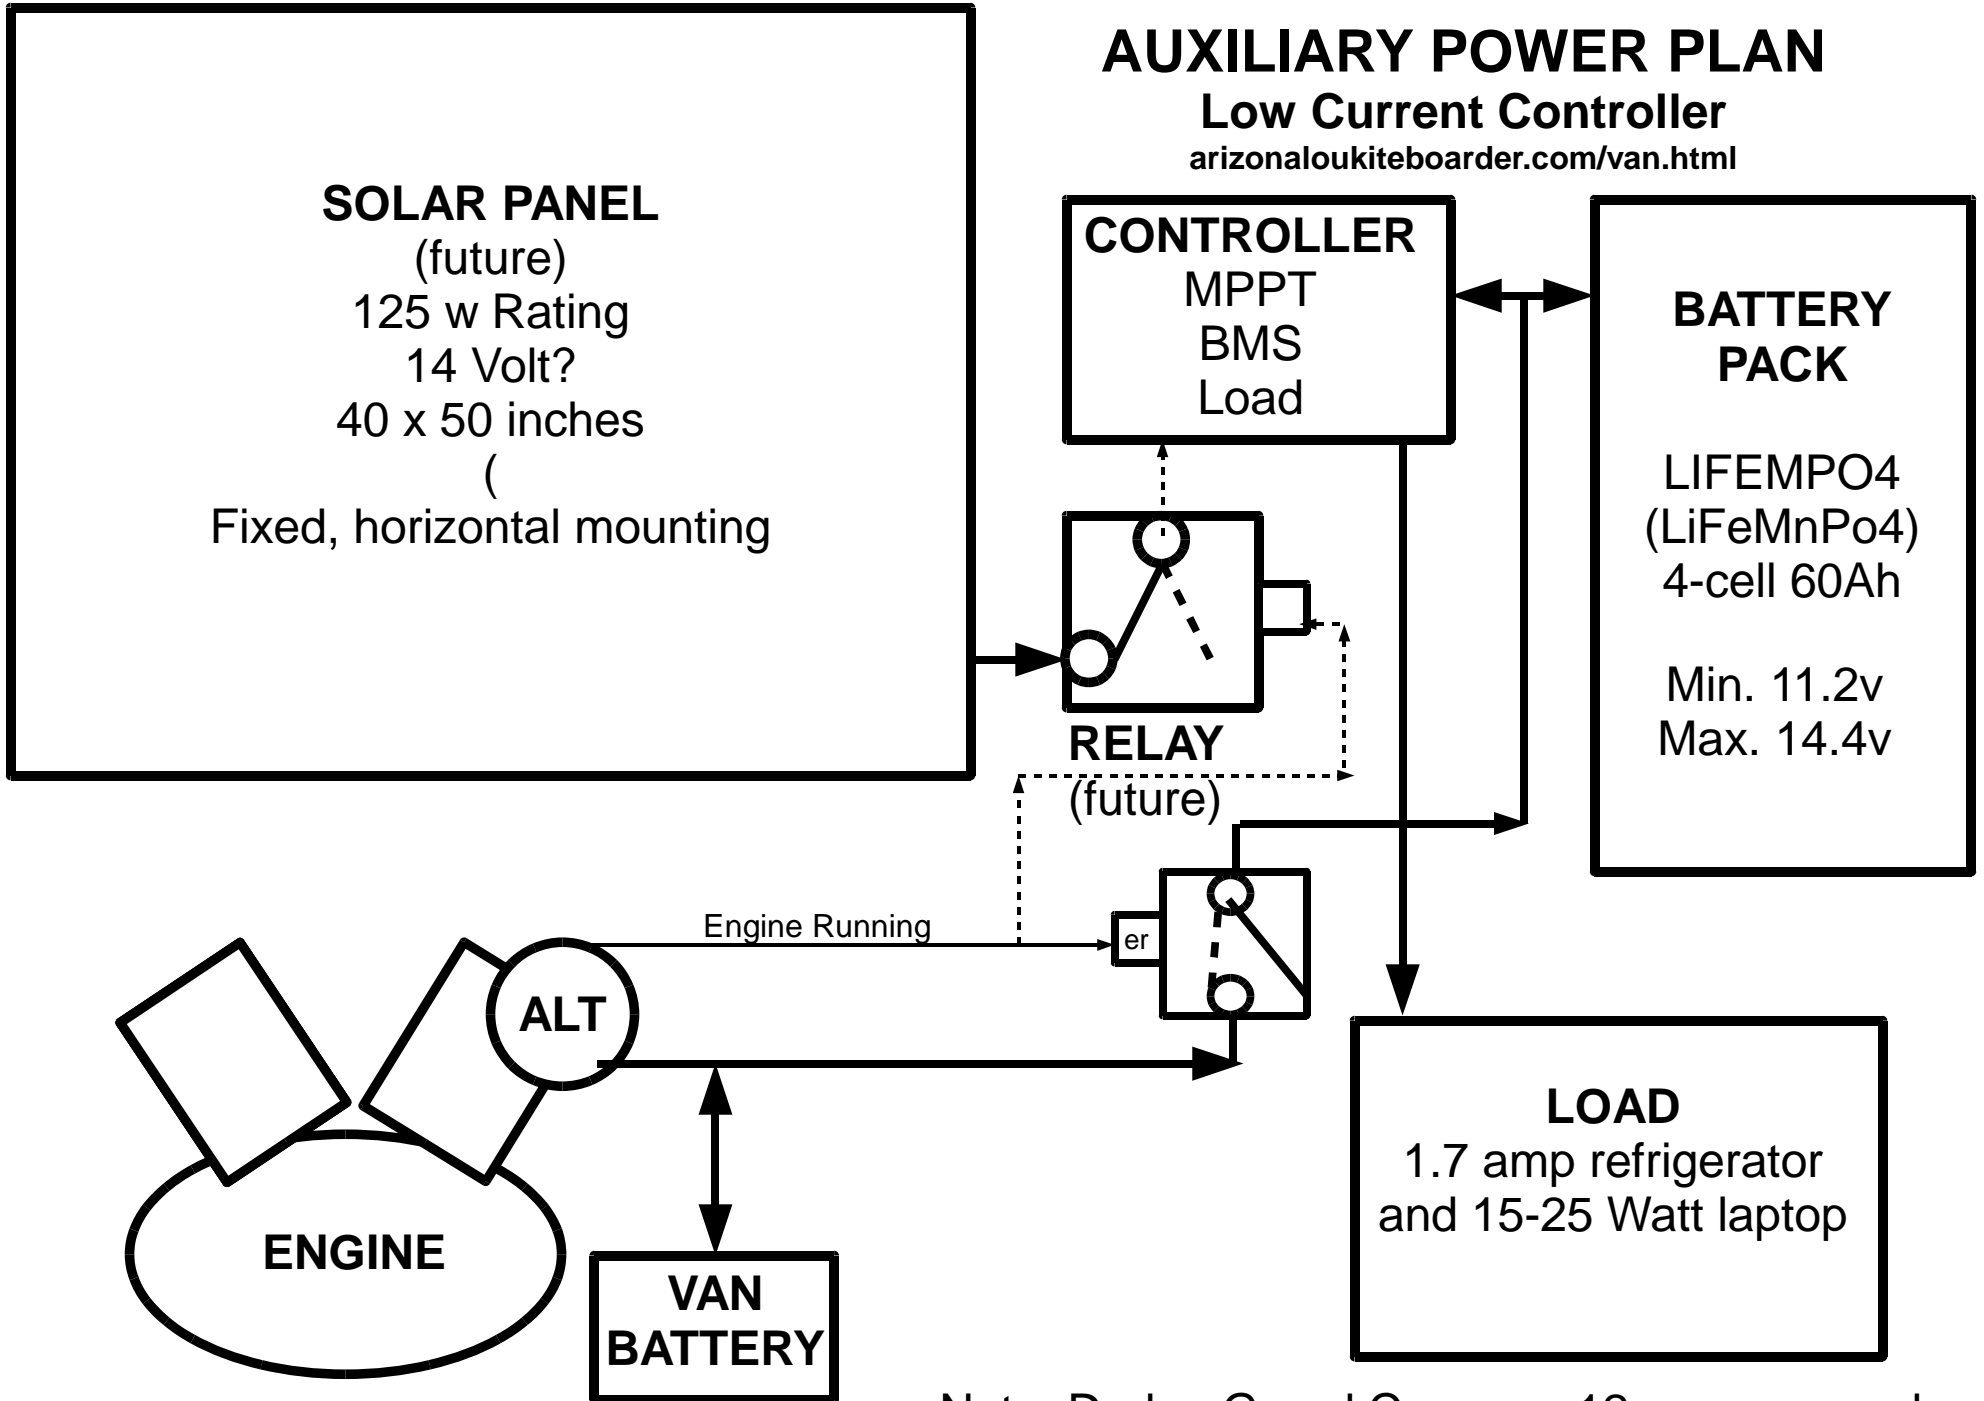 AUXILIARY POWER PLAN
Low Current Controller
arizonaloukiteboarder.com/van.html
SOLAR PANEL
(future)
125 w Rating
14 Volt?
40 x 50 inches
(
Fixed, horizontal mounting
CONTROLLER
MPPT
BMS
Load
BATTERY
PACK
LIFEMPO4
(LiFeMnPo4)
4-cell 60Ah
Min. 11.2v
Max. 14.4v
RELAY
(future)
Engine Running
er
ALT
ENGINE
VAN
BATTERY
LOAD
1.7 amp refrigerator
and 15-25 Watt laptop